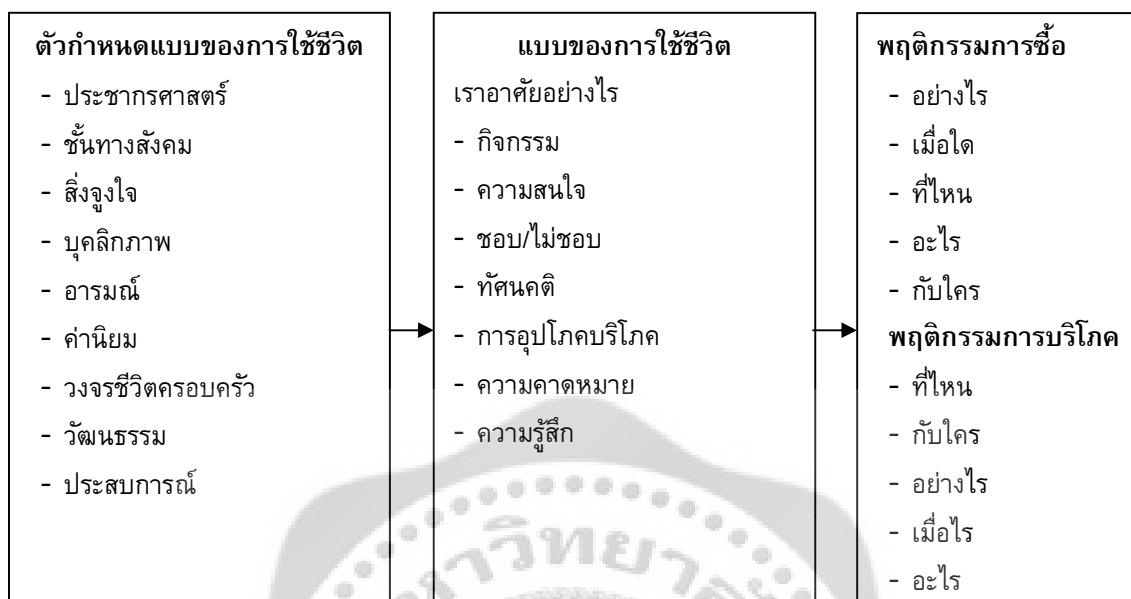 ตัวกำหนดแบบของการใช้ชีวิต
- ประชากรศาสตร์
- ชั้นทางสังคม
- สิ่งจูงใจ
- บุคลิกภาพ
- อารมณ์
- ค่านิยม
- วงจรชีวิตครอบครัว
- วัฒนธรรม
- ประสบการณ์
แบบของการใช้ชีวิต
เราอาศัยอย่างไร
- กิจกรรม
- ความสนใจ
- ชอบ/ไม่ชอบ
- ทัศนคติ
- การอุปโภคบริโภค
- ความคาดหมาย
- ความรู้สึก
พฤติกรรมการซื้อ
- อย่างไร
- เมื่อใด
- ที่ไหน
- อะไร
- กับใคร
พฤติกรรมการบริโภค
- ที่ไหน
- กับใคร
- อย่างไร
- เมื่อไร
- อะไร